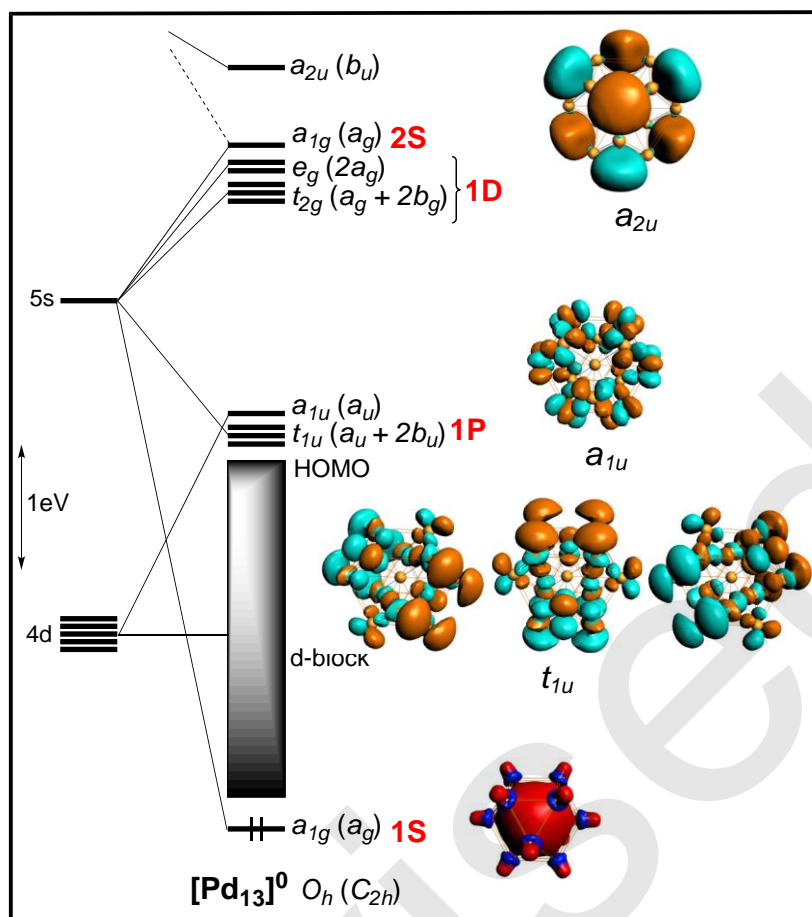 a2u (bu)
a1g (ag) 2S
eg (2ag)
t2g (ag + 2bg) 1D
a2u
5s
a1u (au)
t1u (au + 2bu) 1P
a1u
HOMO
1eV
4d
d-block
t1u
a1g (ag) 1S
[Pd13]0 Oh (C2h)